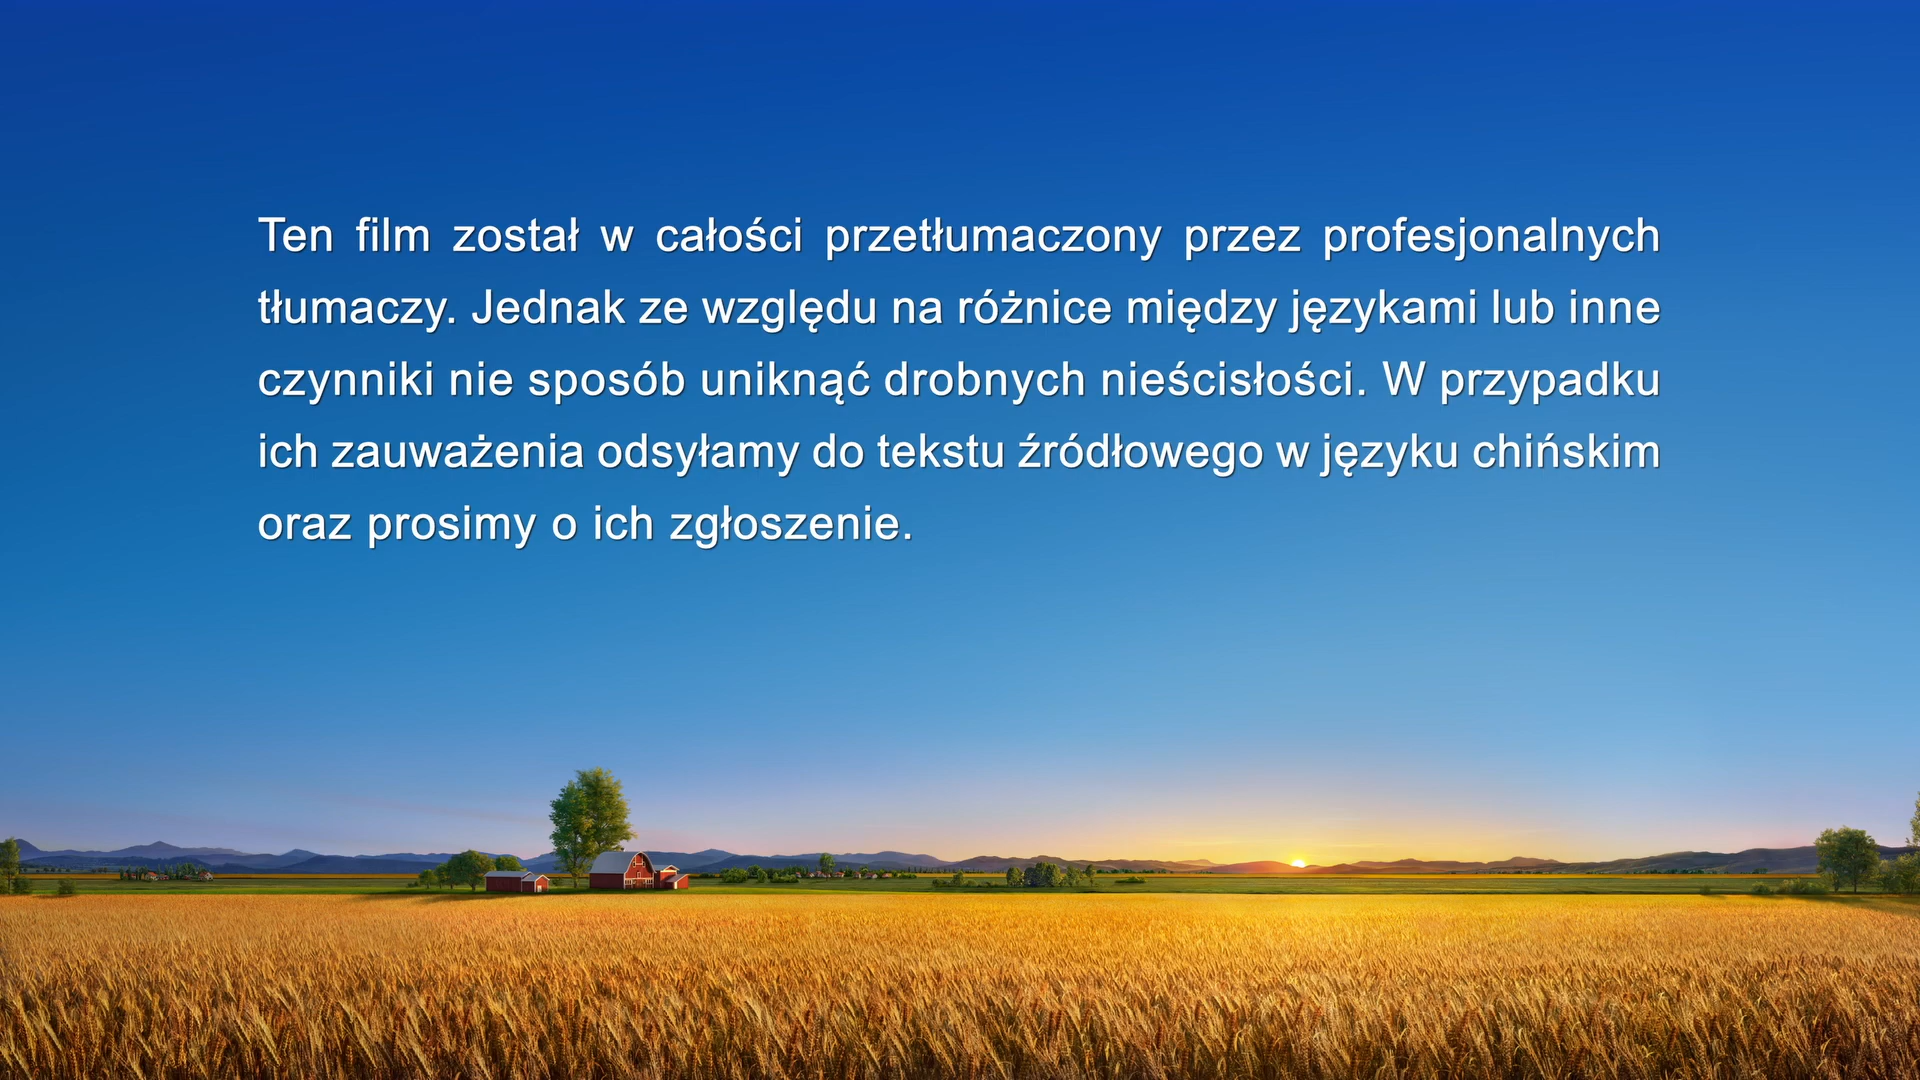 Ten film został w całości przetłumaczony przez profesjonalnych
tłumaczy. Jednak ze względu na różnice między językami lub inne
czynniki nie sposób uniknąć drobnych nieścisłości. W przypadku
ich zauważenia odsyłamy do tekstu źródłowego w języku chińskim
oraz prosimy o ich zgłoszenie.